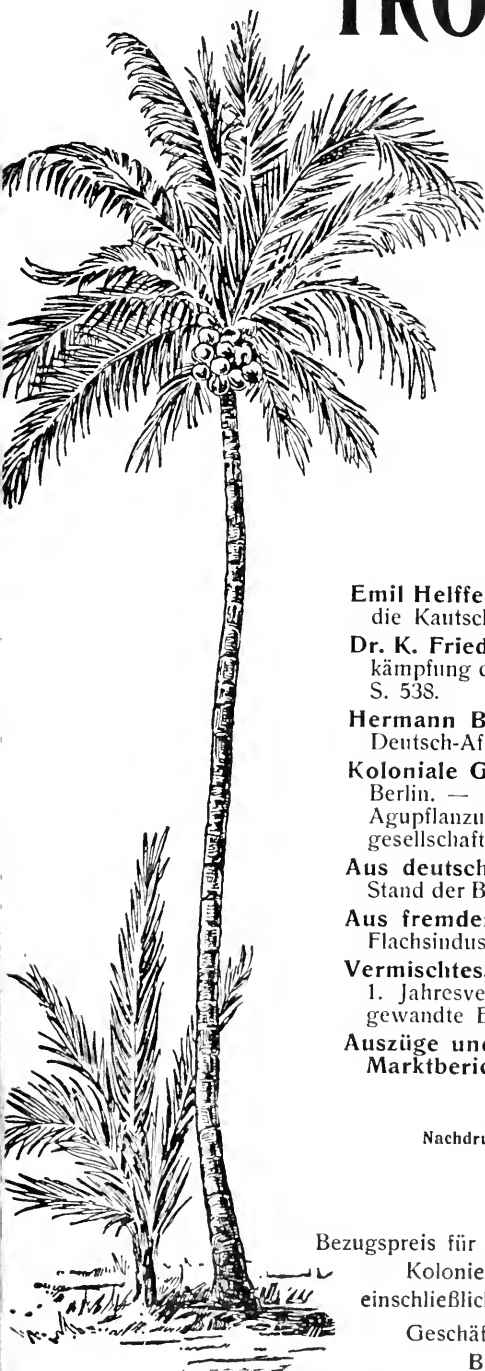 TRO
Emil Helffe
die Kautsch
Dr. K. Fried
kämpfung d
S. 538.
Hermann B
Deutsch-Af
Koloniale G
Berlin. —
Agupflanzu
gesellschaft
Aus deutsch
Stand der B
Aus fremde
Flachsindus
Vermischtes.
1. Jahresve
gewandte E
Auszüge und
Marktberic
Nachdru
Bezugspreis für
Kolonie
einschließlich
Geschäf
B